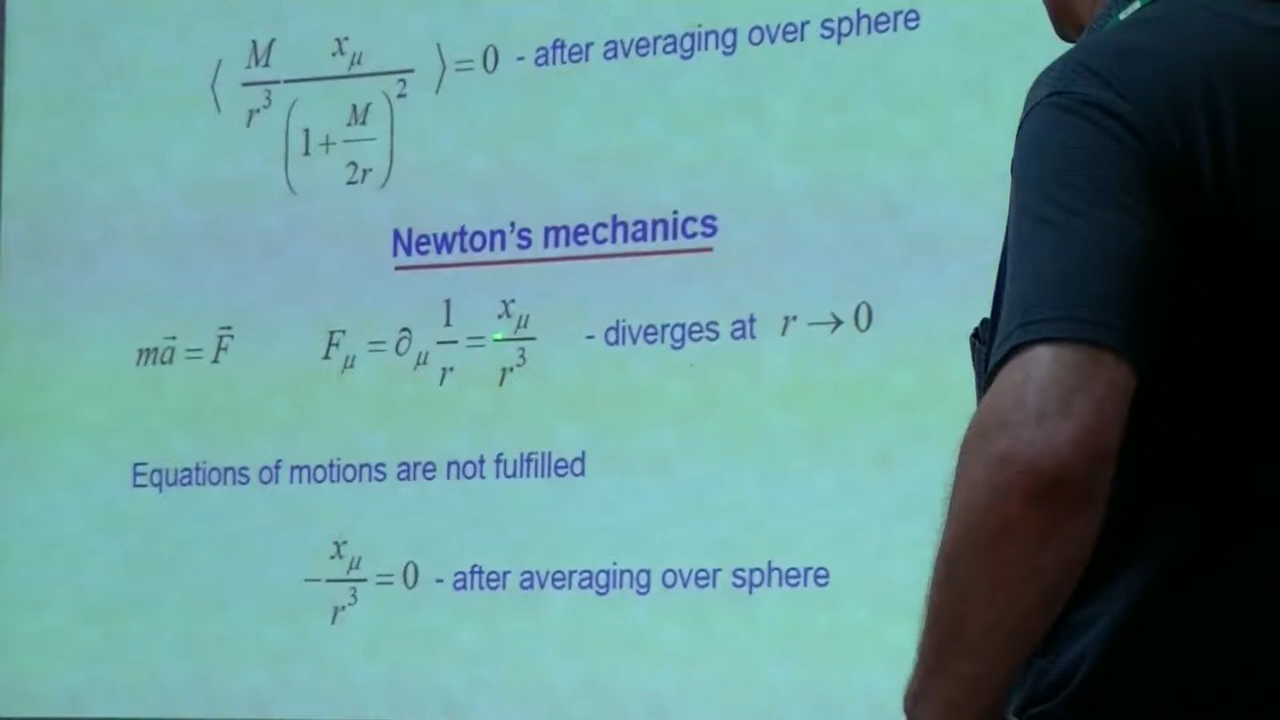 ⟨ M/r³ x_μ/(1+M/2r)² ⟩=0 - after averaging over sphere
Newton's mechanics
ma⃗ = F⃗ F_μ = ∂_μ 1/r = x_μ/r³ - diverges at r → 0
Equations of motions are not fulfilled
-x_μ/r³ = 0 - after averaging over sphere